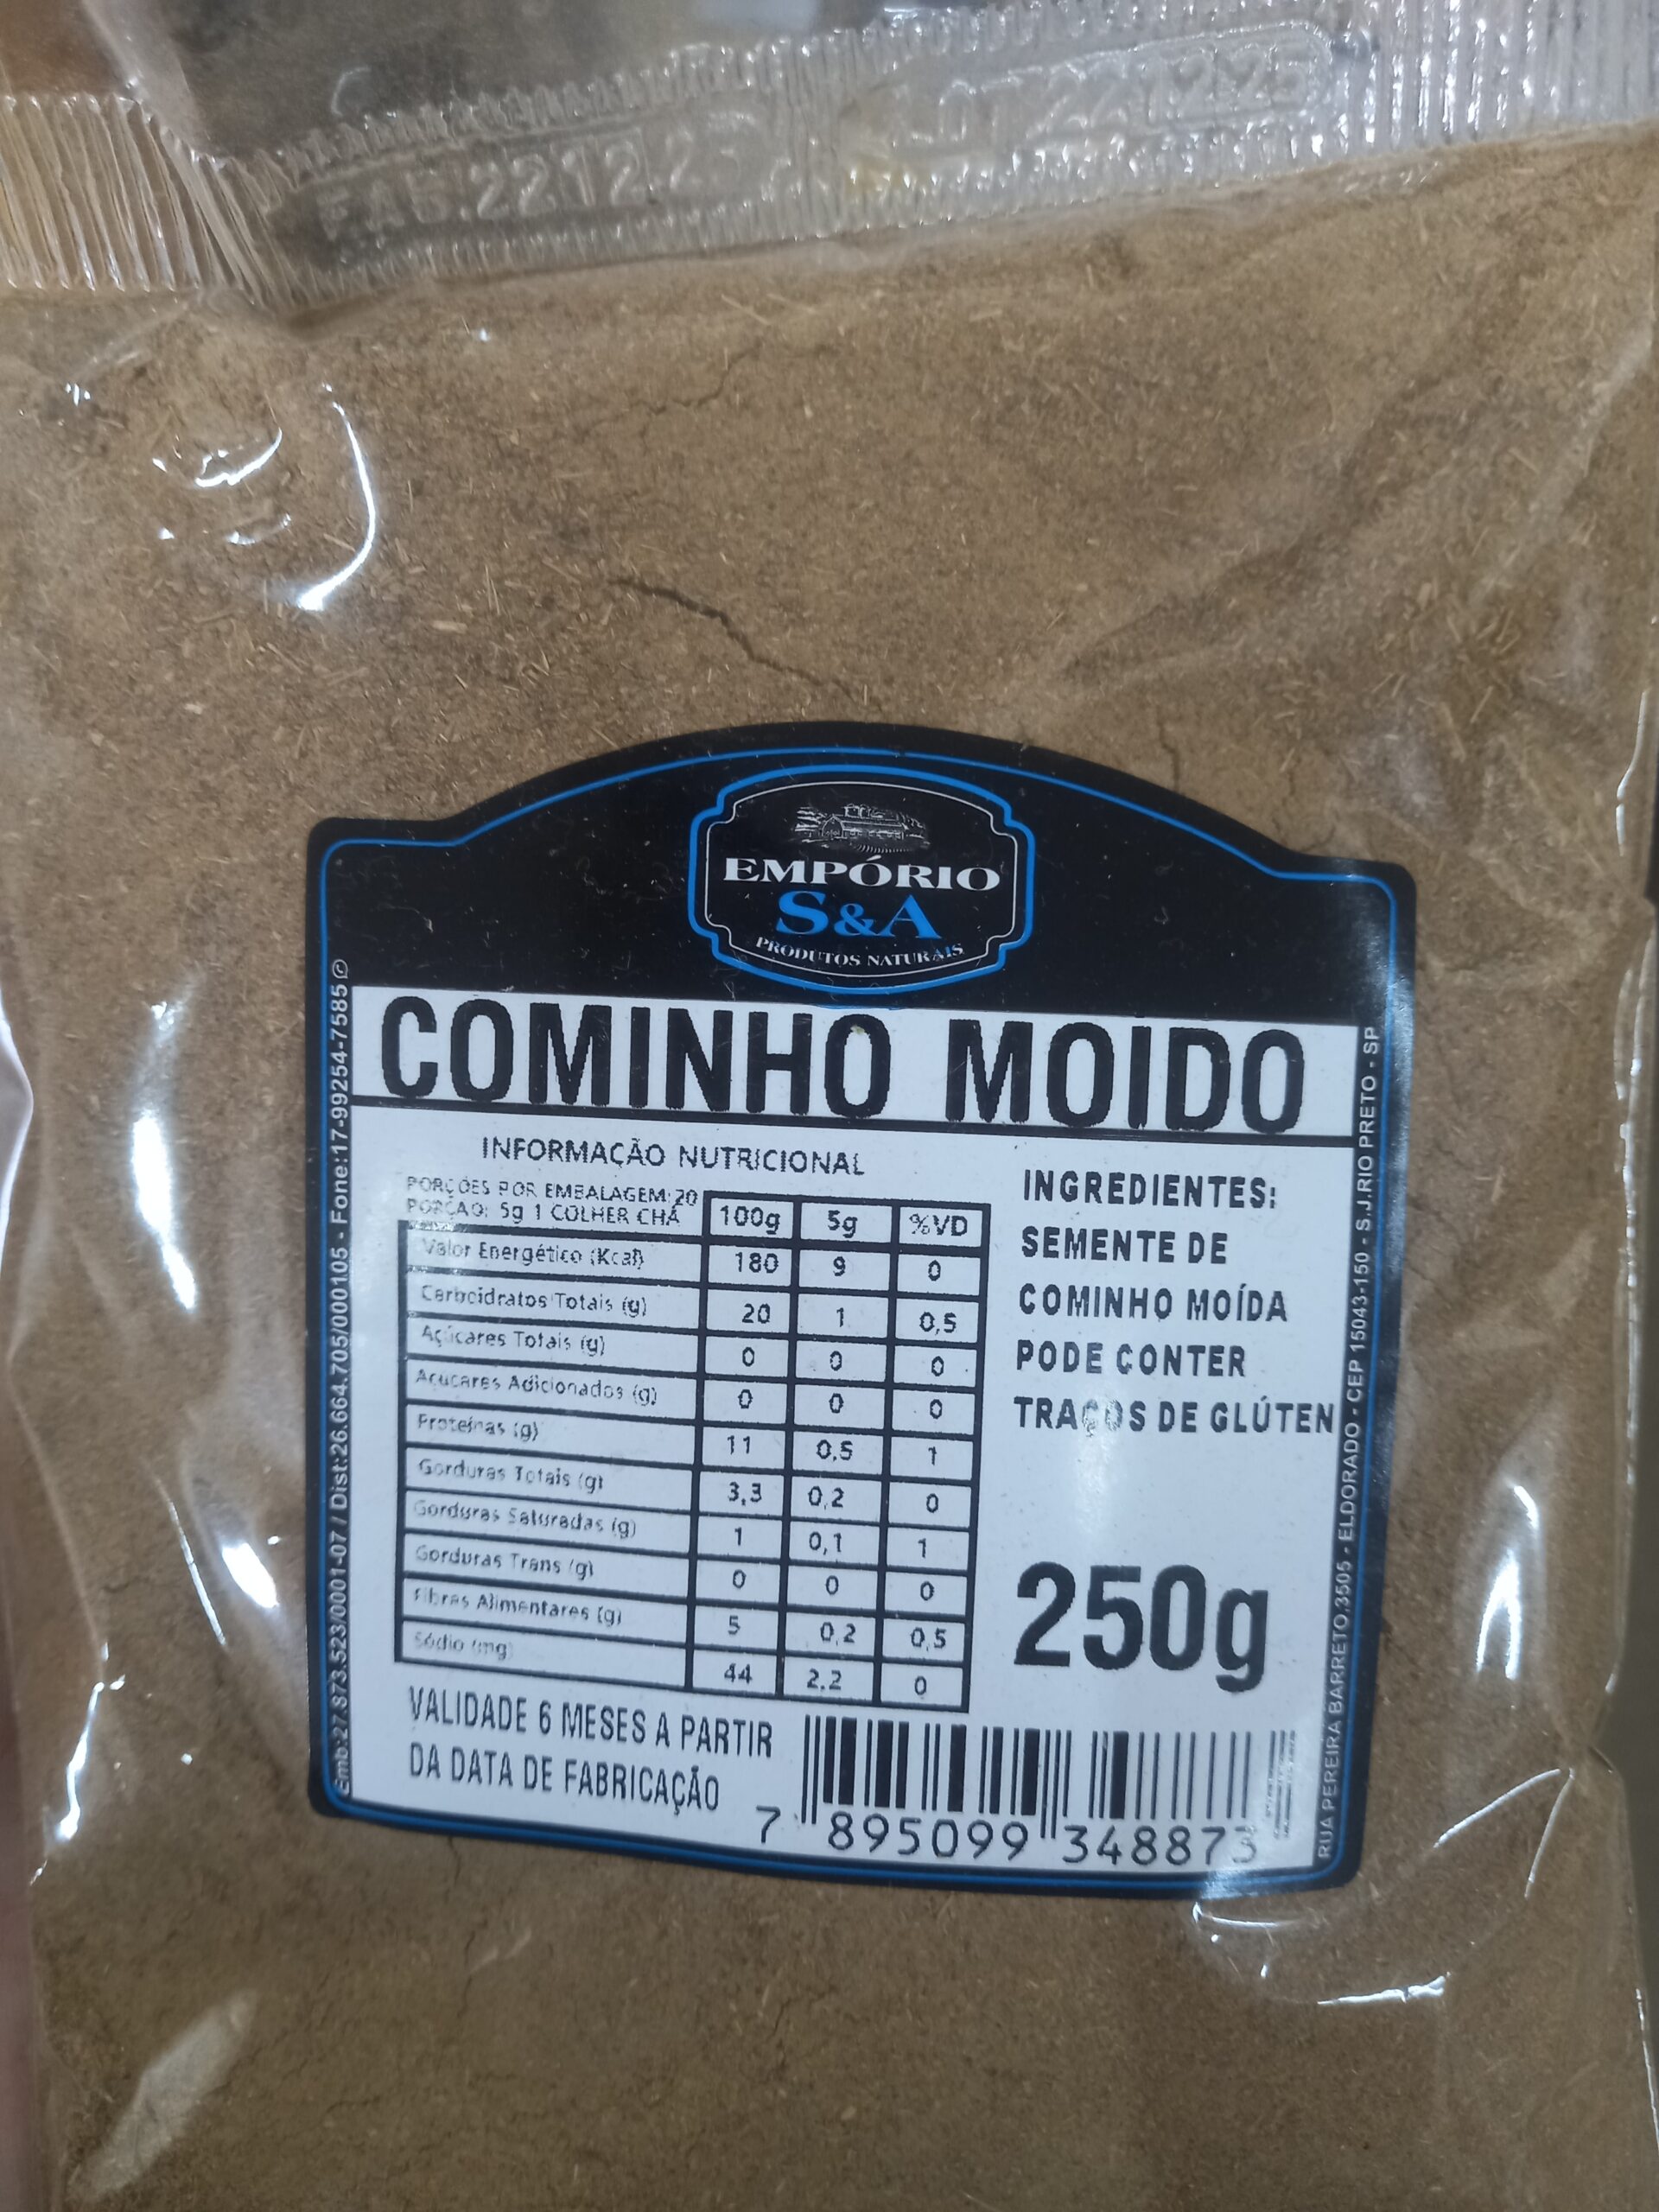 FAB.22.12.25
LOT 221225
EMPÓRIO
S&A
PRODUTOS NATURAIS
COMINHO MOIDO
INFORMAÇÃO NUTRICIONAL
PORÇÕES POR EMBALAGEM: 20
PORÇAO: 5g 1 COLHER CHÁ
100g 5g %VD
Valor Energético (Kcal) 180 9 0
Carboidratos Totais (g) 20 1 0,5
Açúcares Totais (g) 0 0 0
Acucares Adicionados (g) 0 0 0
Proteínas (g) 11 0,5 1
Gorduras Totais (g) 3,3 0,2 0
Gorduras Saturadas (g) 1 0,1 1
Gorduras Trans (g) 0 0 0
Fibras Alimentares (g) 5 0,2 0,5
Sódio (mg) 44 2,2 0
INGREDIENTES:
SEMENTE DE
COMINHO MOÍDA
PODE CONTER
TRAÇOS DE GLÚTEN
250g
VALIDADE 6 MESES A PARTIR
DA DATA DE FABRICAÇÃO
7 895099 348873
Emb:27.873.523/0001-07 / Dist:26.664.705/000105 - Fone:17-99254-7585
RUA PEREIRA BARRETO,3505 - ELDORADO - CEP 15043-150 - S.J.RIO PRETO - SP